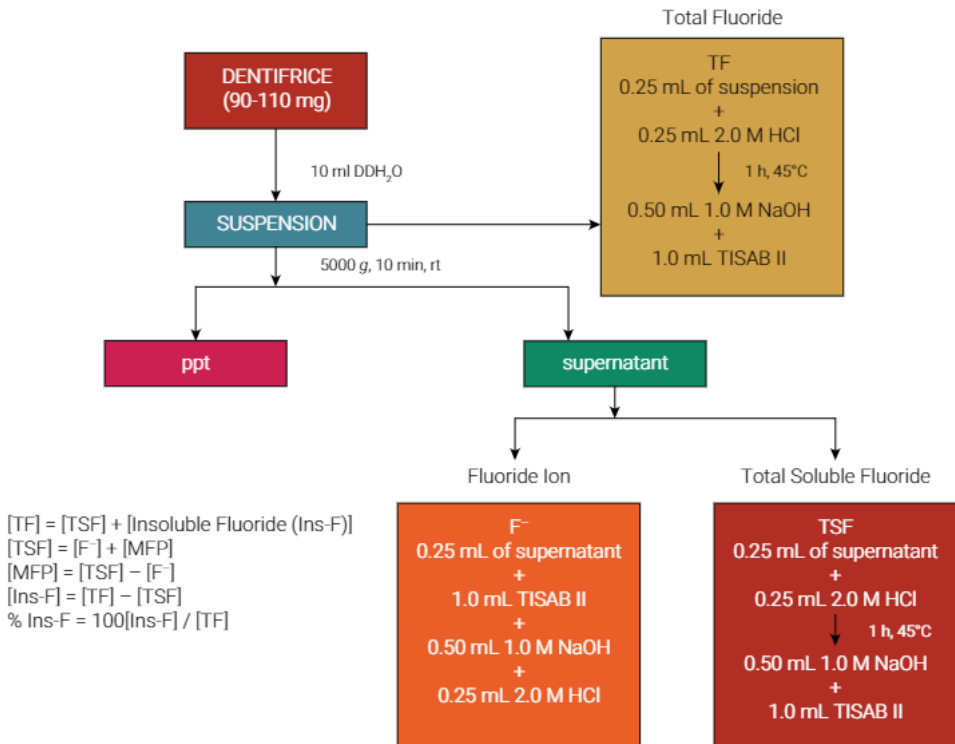 Total Fluoride
DENTIFRICE
(90-110 mg)
TF
0.25 mL of suspension
+
0.25 mL 2.0 M HCl
1 h, 45°C
0.50 mL 1.0 M NaOH
+
1.0 mL TISAB II
10 ml DDH₂O
SUSPENSION
5000 g, 10 min, rt
ppt
supernatant
Fluoride Ion
Total Soluble Fluoride
[TF] = [TSF] + [Insoluble Fluoride (Ins-F)]
[TSF] = [F⁻] + [MFP]
[MFP] = [TSF] – [F⁻]
[Ins-F] = [TF] – [TSF]
% Ins-F = 100[Ins-F] / [TF]
F⁻
0.25 mL of supernatant
+
1.0 mL TISAB II
+
0.50 mL 1.0 M NaOH
+
0.25 mL 2.0 M HCl
TSF
0.25 mL of supernatant
+
0.25 mL 2.0 M HCl
1 h, 45°C
0.50 mL 1.0 M NaOH
+
1.0 mL TISAB II